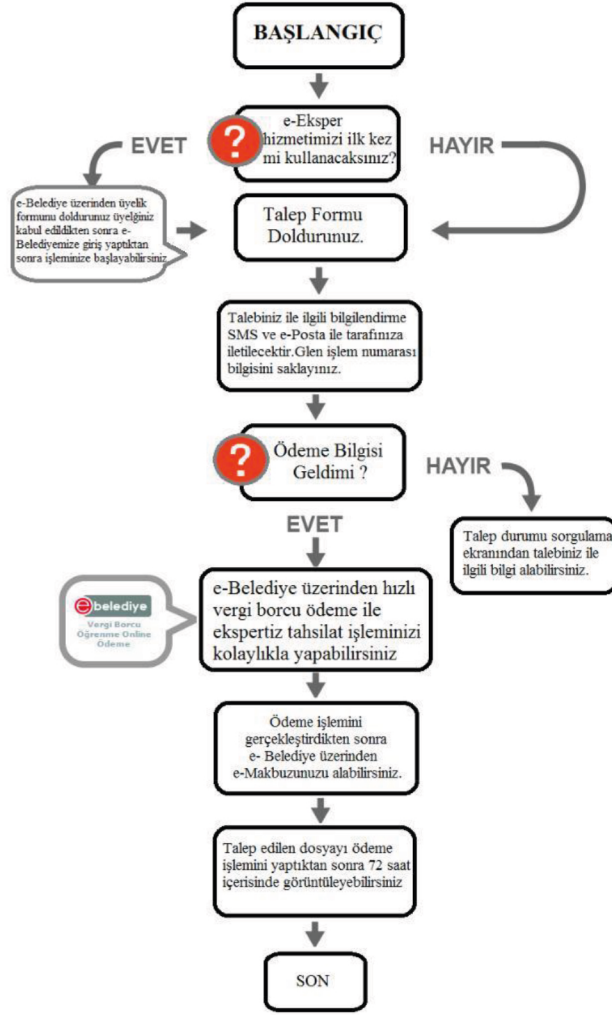 BAŞLANGIÇ
?
e-Eksper
hizmetimizi ilk kez
mi kullanacaksınız?
EVET
HAYIR
e-Belediye üzerinden üyelik
formunu doldurunuz üyelğiniz
kabul edildikten sonra e-
Belediyemize giriş yaptıktan
sonra işleminize başlayabilirsiniz
Talep Formu
Doldurunuz.
Talebiniz ile ilgili bilgilendirme
SMS ve e-Posta ile tarafınıza
iletilecektir.Glen işlem numarası
bilgisini saklayınız.
?
Ödeme Bilgisi
Geldimi ?
HAYIR
EVET
Talep durumu sorgulama
ekranından talebiniz ile
ilgili bilgi alabilirsiniz.
e belediye
Vergi Borcu
Öğrenme Online
Ödeme
e-Belediye üzerinden hızlı
vergi borcu ödeme ile
ekspertiz tahsilat işleminizi
kolaylıkla yapabilirsiniz
Ödeme işlemini
gerçekleştirdikten sonra
e- Belediye üzerinden
e-Makbuzunuzu alabilirsiniz.
Talep edilen dosyayı ödeme
işlemini yaptıktan sonra 72 saat
içerisinde görüntüleyebilirsiniz
SON